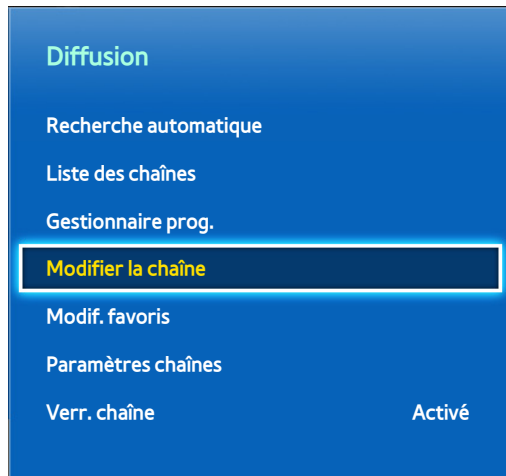 Diffusion
Recherche automatique
Liste des chaînes
Gestionnaire prog.
Modifier la chaîne
Modif. favoris
Paramètres chaînes
Verr. chaîne Activé